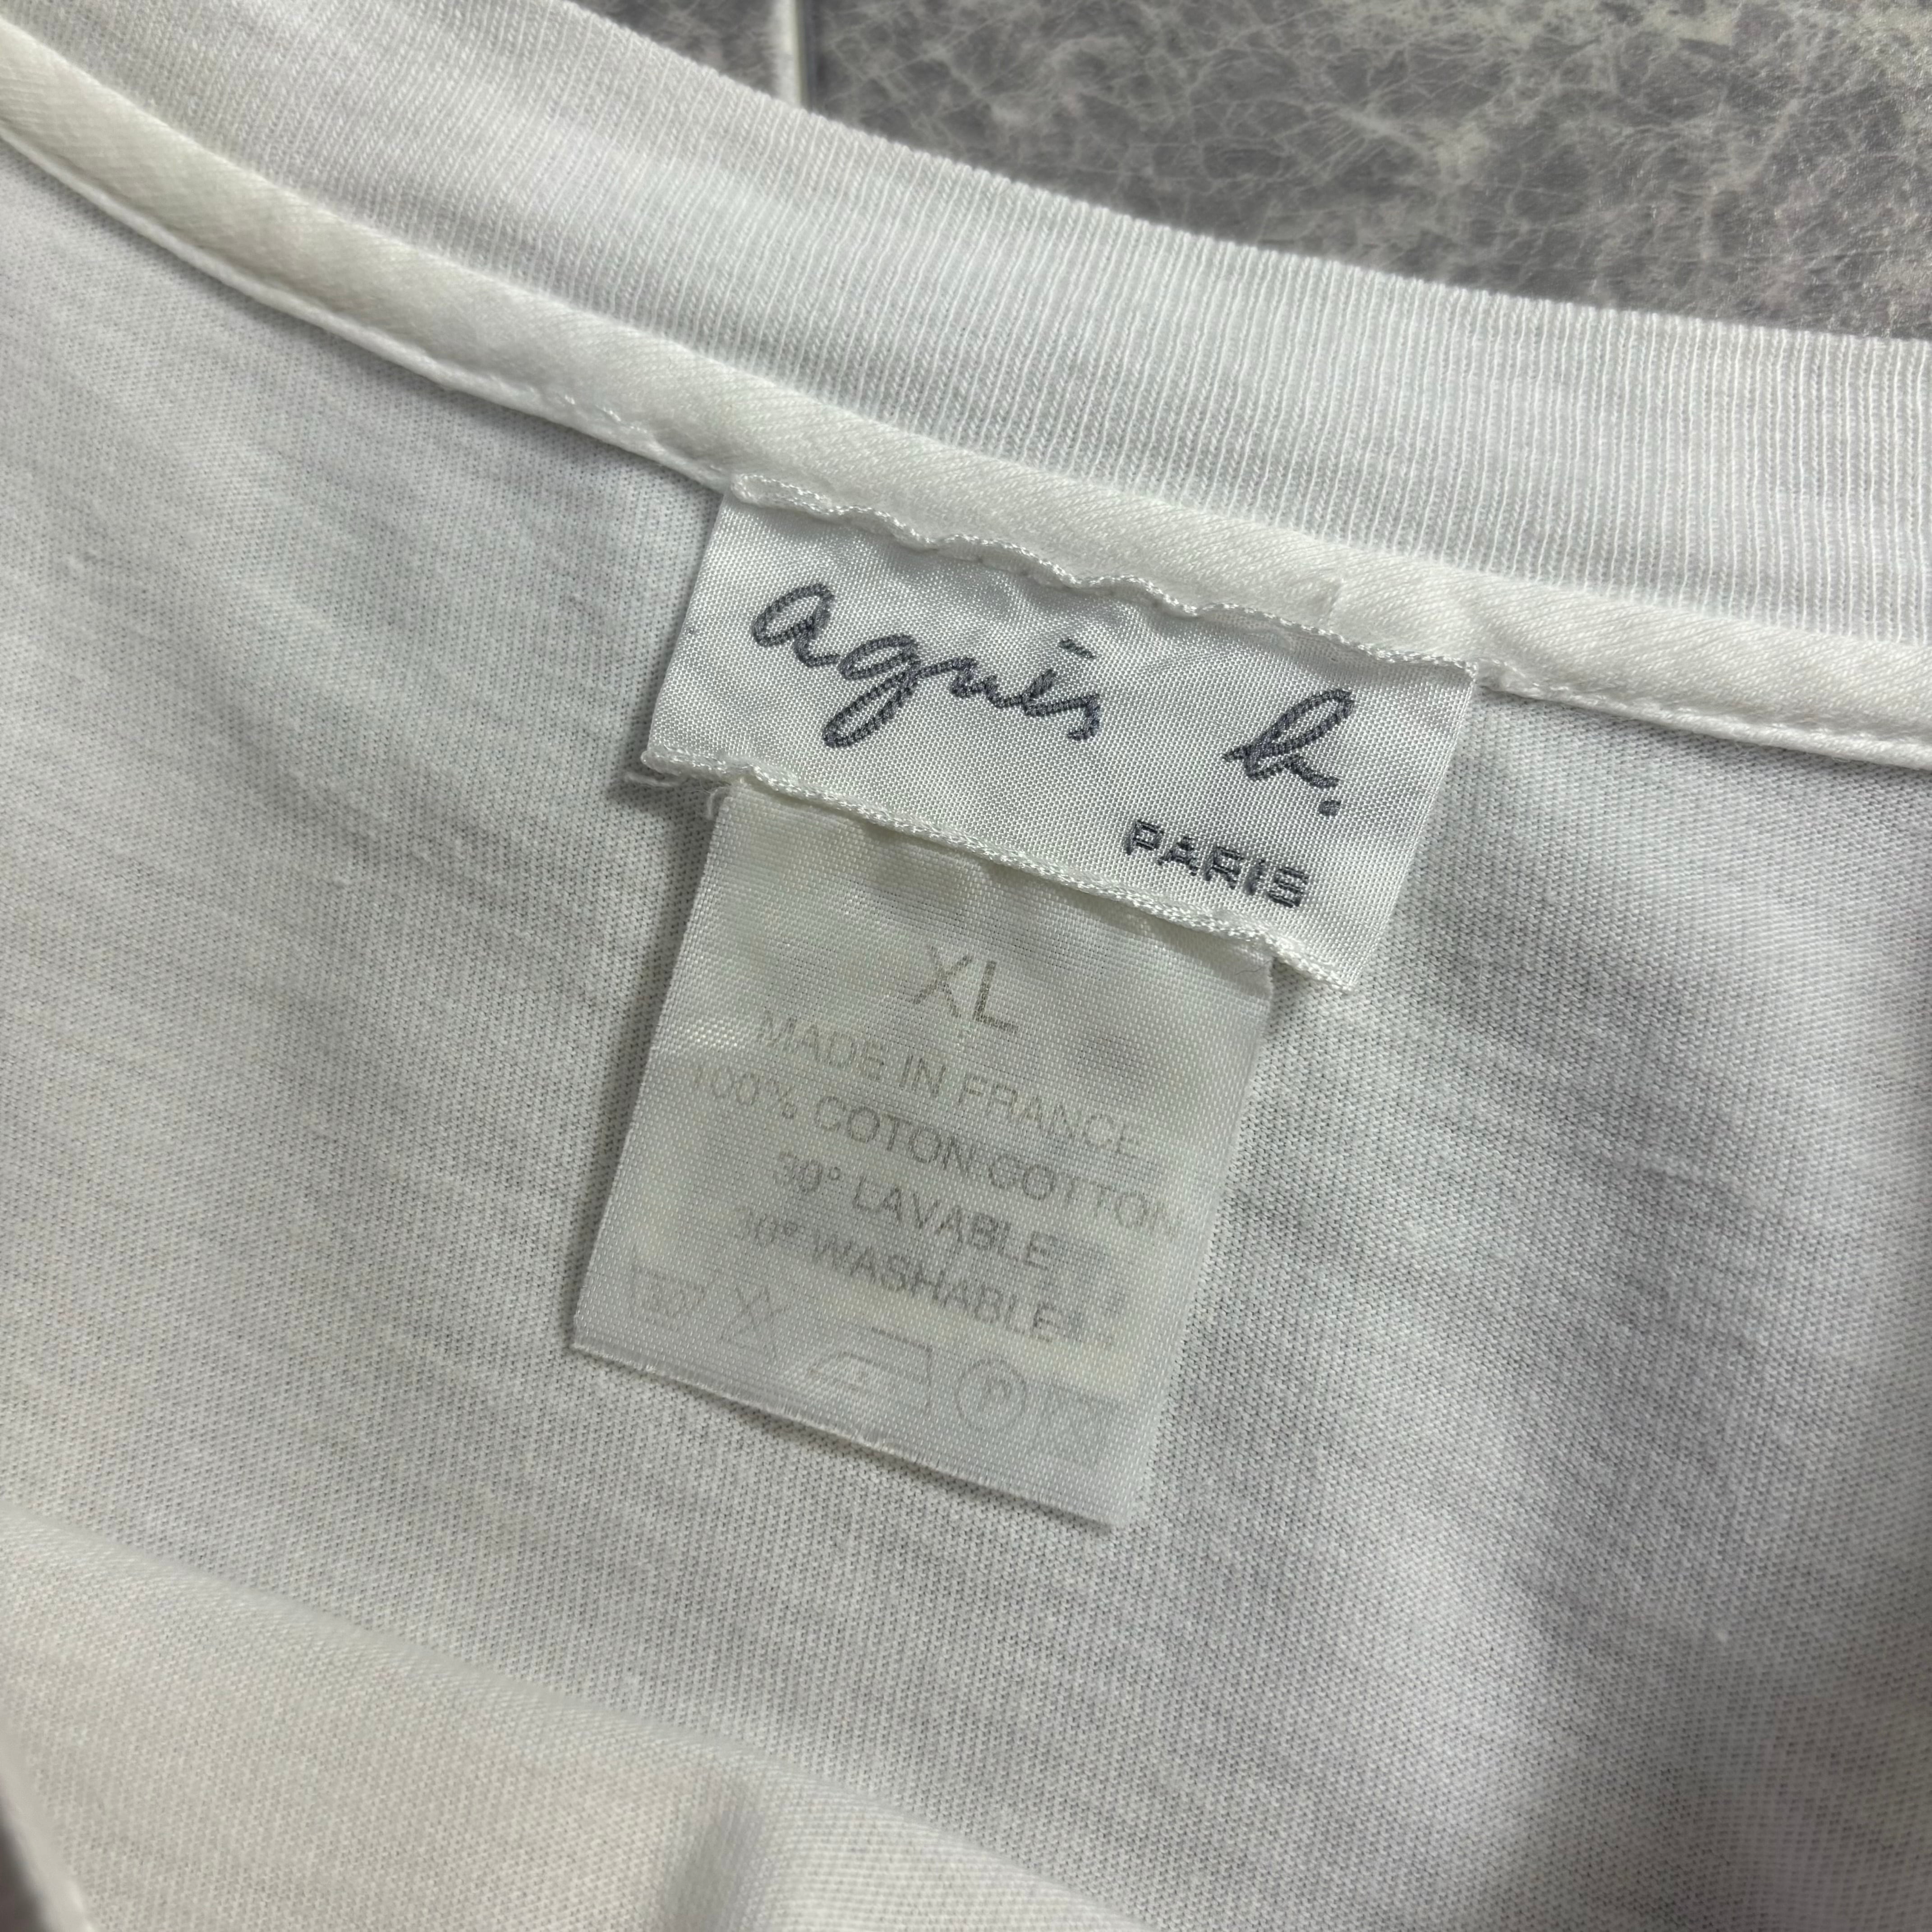 agnès b.
PARIS
XL
MADE IN FRANCE
100% COTON COTTON
30° LAVABLE
30° WASHABLE